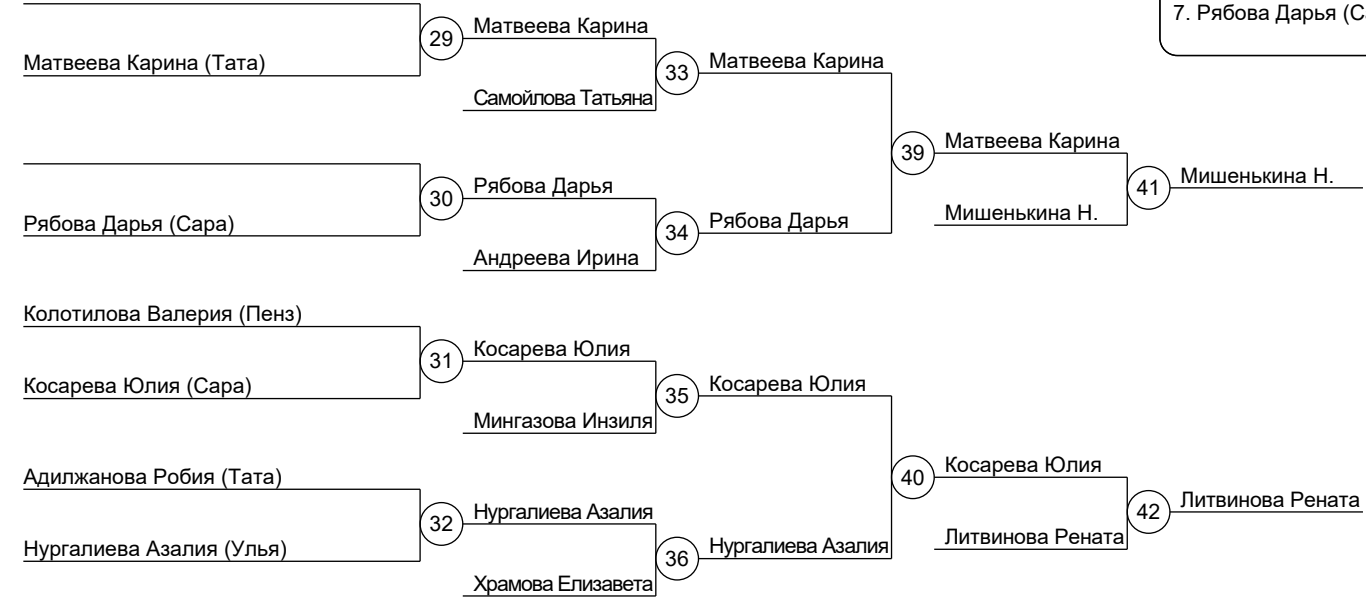 7. Рябова Дарья (С
Матвеева Карина (Тата)
29
Матвеева Карина
Самойлова Татьяна
33
Матвеева Карина
39
Матвеева Карина
Мишенькина Н.
41
Мишенькина Н.
Рябова Дарья (Сара)
30
Рябова Дарья
Андреева Ирина
34
Рябова Дарья
Колотилова Валерия (Пенз)
Косарева Юлия (Сара)
31
Косарева Юлия
Мингазова Инзиля
35
Косарева Юлия
40
Косарева Юлия
Литвинова Рената
42
Литвинова Рената
Адилжанова Робия (Тата)
Нургалиева Азалия (Улья)
32
Нургалиева Азалия
Храмова Елизавета
36
Нургалиева Азалия